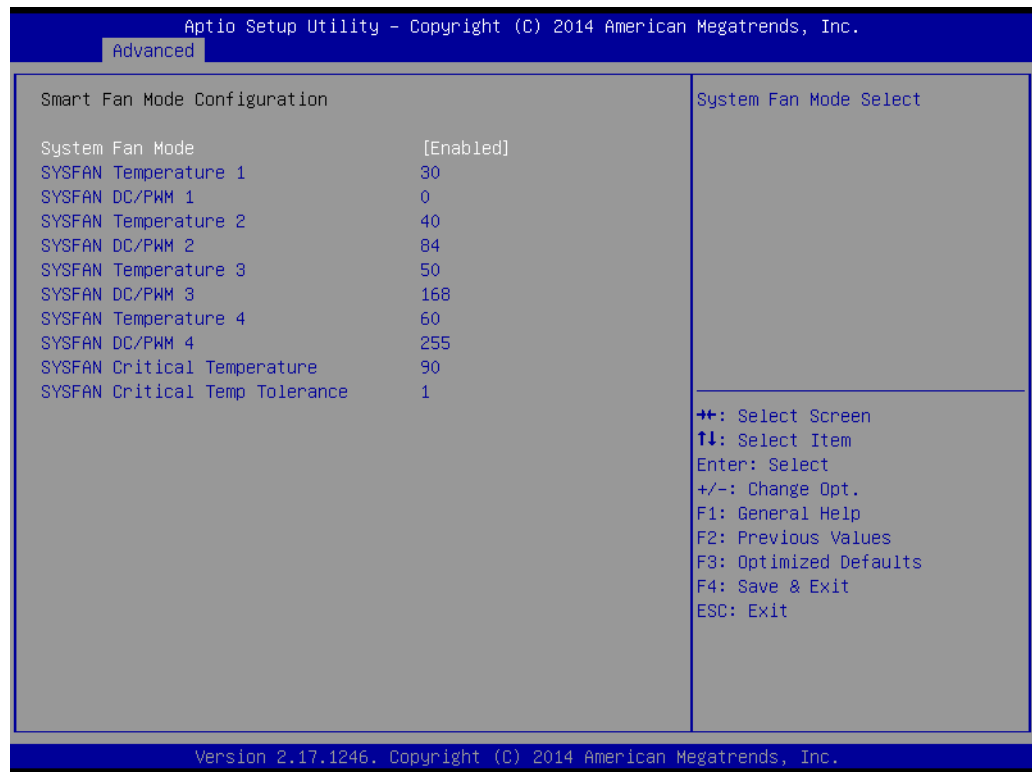 Aptio Setup Utility – Copyright (C) 2014 American Megatrends, Inc.
Advanced
Smart Fan Mode Configuration
System Fan Mode [Enabled]
SYSFAN Temperature 1 30
SYSFAN DC/PWM 1 0
SYSFAN Temperature 2 40
SYSFAN DC/PWM 2 84
SYSFAN Temperature 3 50
SYSFAN DC/PWM 3 168
SYSFAN Temperature 4 60
SYSFAN DC/PWM 4 255
SYSFAN Critical Temperature 90
SYSFAN Critical Temp Tolerance 1
System Fan Mode Select
→←: Select Screen
↑↓: Select Item
Enter: Select
+/-: Change Opt.
F1: General Help
F2: Previous Values
F3: Optimized Defaults
F4: Save & Exit
ESC: Exit
Version 2.17.1246. Copyright (C) 2014 American Megatrends, Inc.